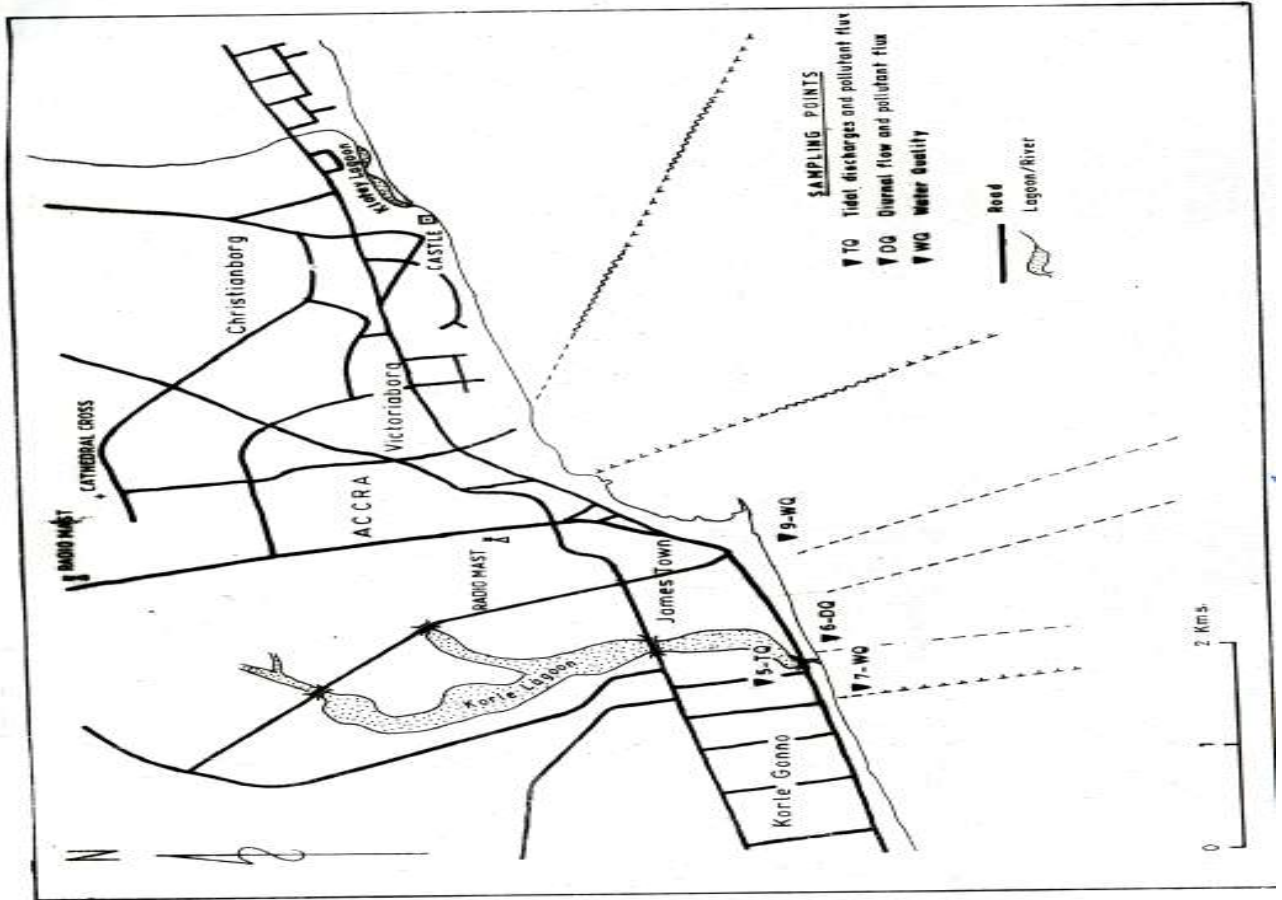 N
RADIO MAST
CATHEDRAL CROSS
Christianborg
Klotey Lagoon
CASTLE
Victoriaborg
ACCRA
RADIO MAST
James Town
Korle Lagoon
Korle Gonno
5-TQ
6-DQ
7-WQ
9-WQ
SAMPLING POINTS
TQ Tidal discharges and pollutant flux
DQ Diurnal flow and pollutant flux
WQ Water Quality
Road
Lagoon/River
0 1 2 Kms.